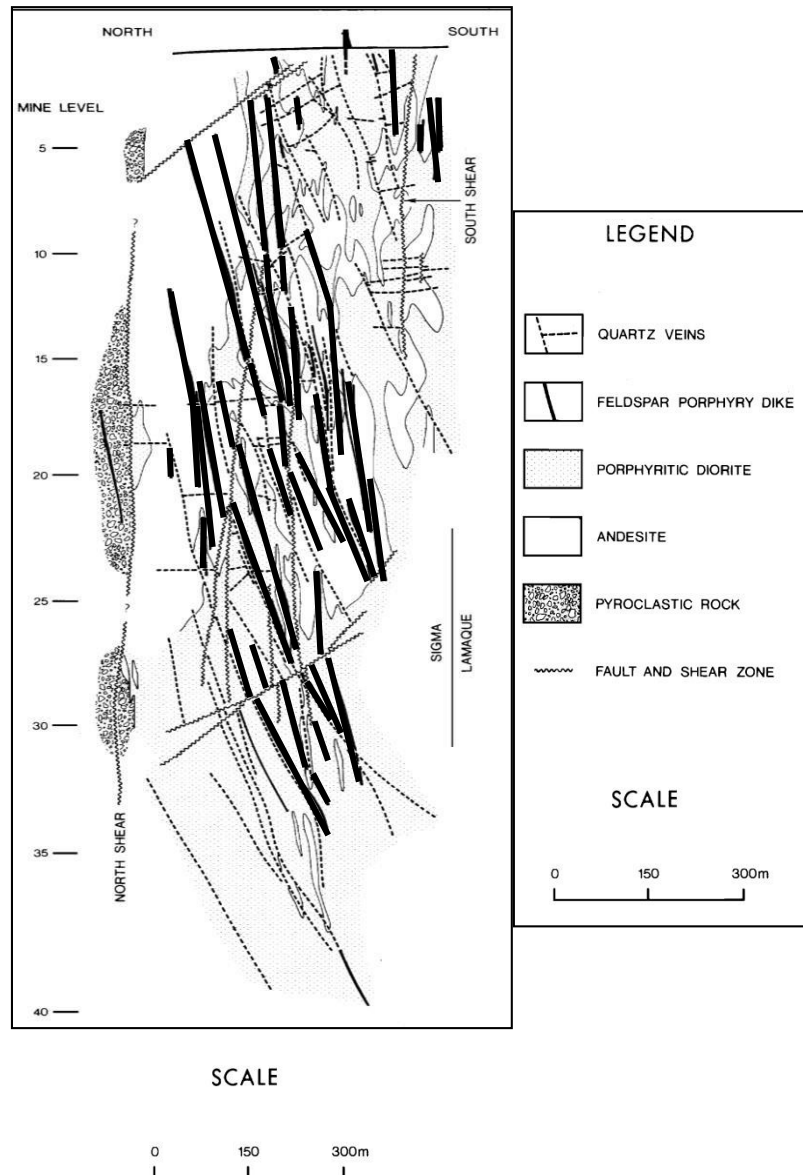 NORTH
SOUTH
MINE LEVEL
5
SOUTH SHEAR
10
?
15
20
25
?
SIGMA
LAMAQUE
30
NORTH SHEAR
35
40
LEGEND
QUARTZ VEINS
FELDSPAR PORPHYRY DIKE
PORPHYRITIC DIORITE
ANDESITE
PYROCLASTIC ROCK
FAULT AND SHEAR ZONE
SCALE
0 150 300m
SCALE
0 150 300m